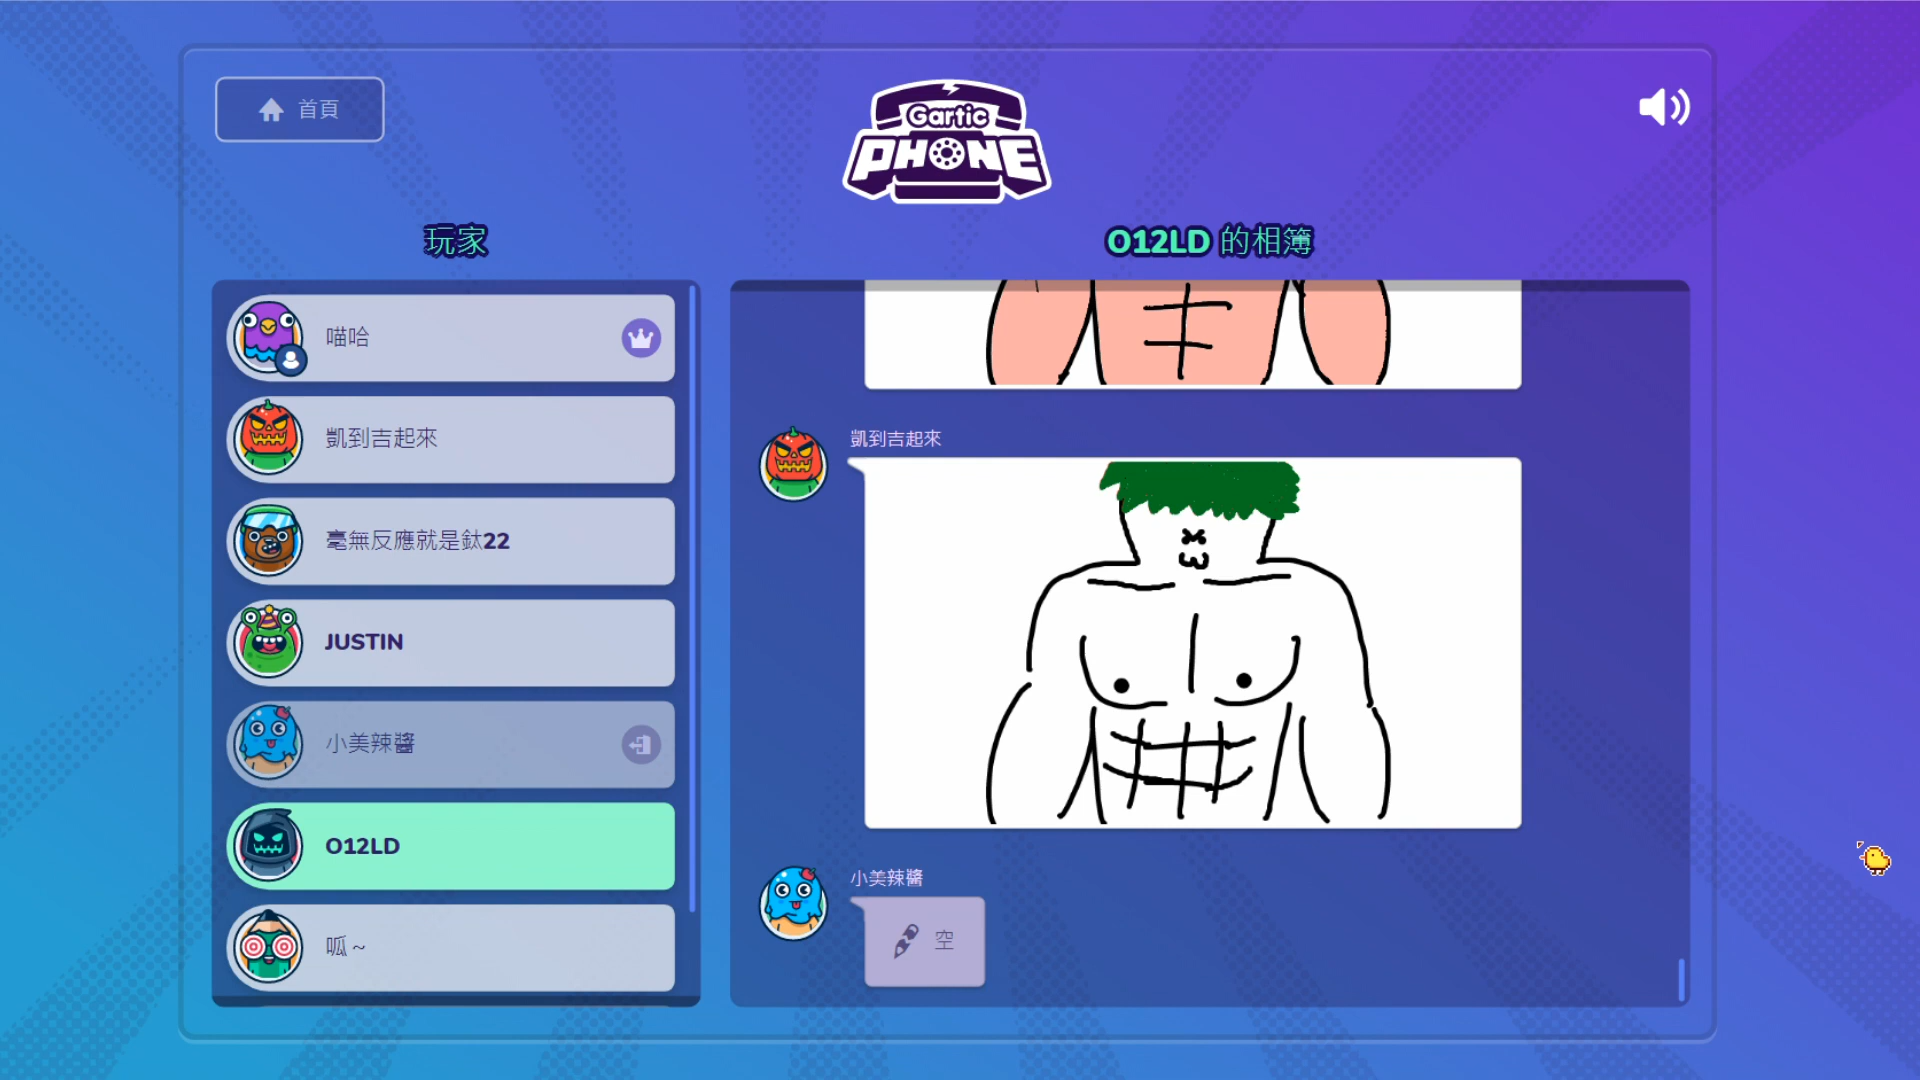 首頁
Gartic
PHONE
玩家
O12LD 的相簿
喵哈
凱到吉起來
毫無反應就是鈦22
JUSTIN
小美辣醬
O12LD
呱~
凱到吉起來
小美辣醬
空